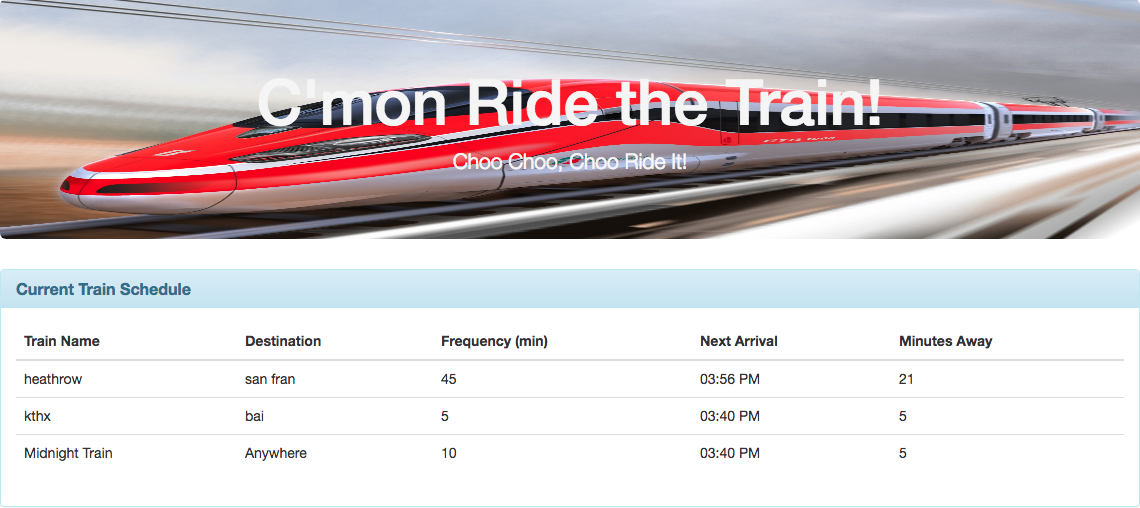 C'mon Ride the Train!
Choo Choo, Choo Ride It!
Current Train Schedule
Train Name Destination Frequency (min) Next Arrival Minutes Away
heathrow san fran 45 03:56 PM 21
kthx bai 5 03:40 PM 5
Midnight Train Anywhere 10 03:40 PM 5